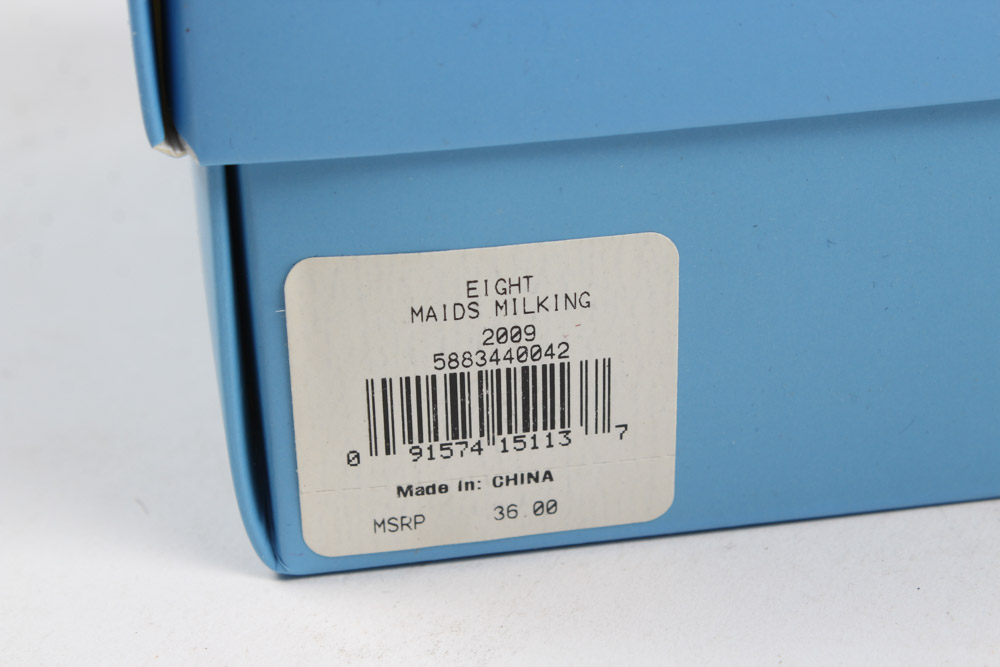 EIGHT
MAIDS MILKING
2009
5883440042
0 91574 15113 7
Made in: CHINA
MSRP 36.00